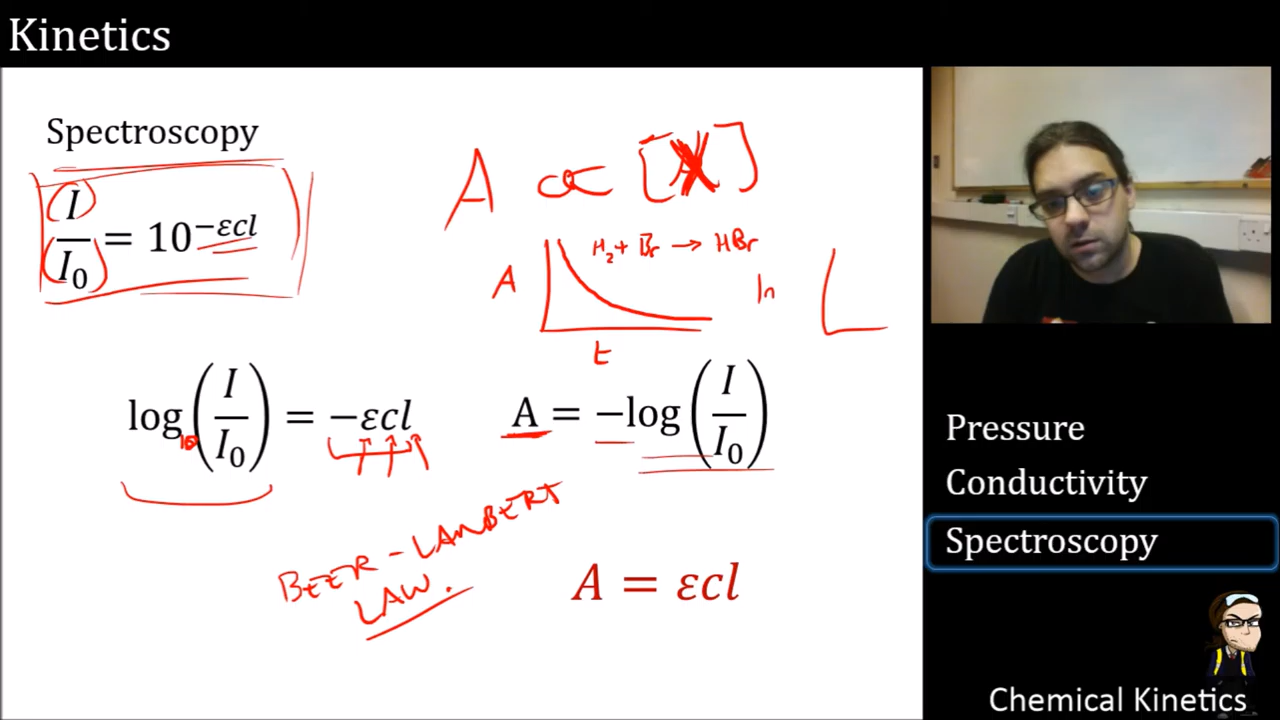 Kinetics
Spectroscopy
I/I₀ = 10^−εcl
A ∝ [X]
H₂ + Br → HBr
A
t
ln
log₁₀(I/I₀) = −εcl
A = −log(I/I₀)
BEER - LAMBERT
LAW.
A = εcl
Pressure
Conductivity
Spectroscopy
Chemical Kinetics